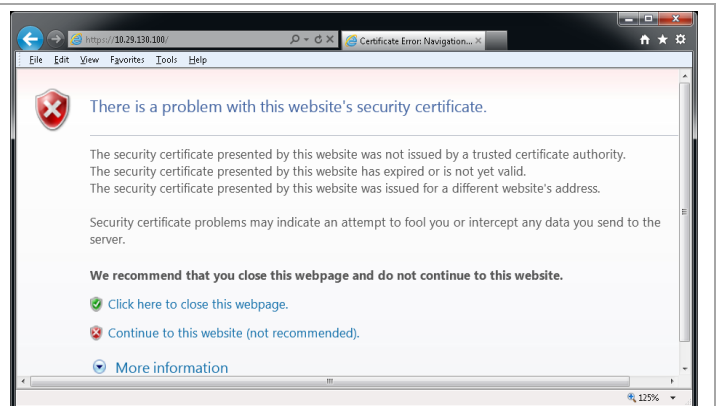 https://10.29.130.100/
Certificate Error: Navigation...
File Edit View Favorites Tools Help
There is a problem with this website's security certificate.
The security certificate presented by this website was not issued by a trusted certificate authority.
The security certificate presented by this website has expired or is not yet valid.
The security certificate presented by this website was issued for a different website's address.
Security certificate problems may indicate an attempt to fool you or intercept any data you send to the
server.
We recommend that you close this webpage and do not continue to this website.
Click here to close this webpage.
Continue to this website (not recommended).
More information
125%